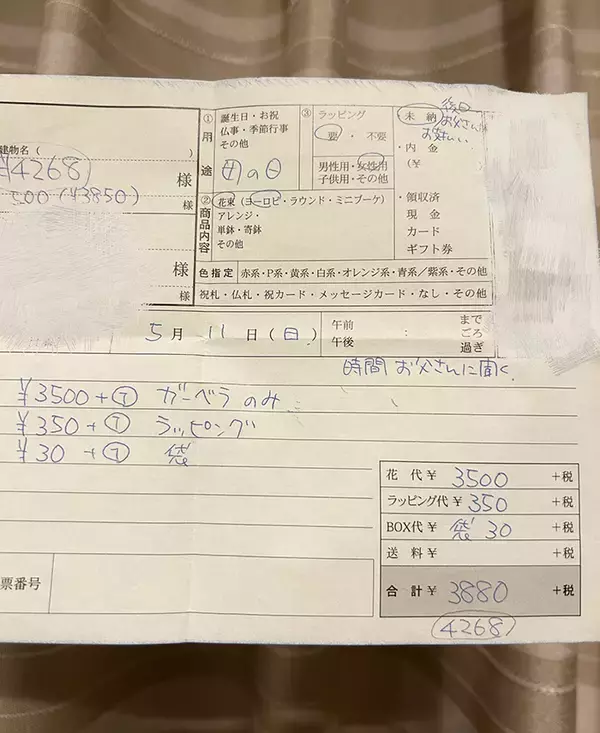 建物名( )
¥4268
500(¥3850)
様
様
様
様
① 用途
誕生日・お祝
仏事・季節行事
その他
母の日
② 商品内容
花束(ヨーロピ・ラウンド・ミニブーケ)
アレンジ・
単鉢・寄鉢
その他
③ ラッピング
要・不要
男性用・女性用
子供用・その他
未納
後日
お父さん
お支払い
・内 金
(¥
・領収済
現 金
カード
ギフト券
色指定 赤系・P系・黄系・白系・オレンジ系・青系/紫系・その他
祝札・仏札・祝カード・メッセージカード・なし・その他
5月 11日(日)
午前
午後
:
まで
ごろ
過ぎ
時間 お父さんに聞く
¥3500+㋢ ガーベラのみ
¥350+㋢ ラッピング
¥30+㋢ 袋
花 代 ¥ 3500 +税
ラッピング代 ¥ 350 +税
BOX代 ¥ 袋 30 +税
送 料 ¥ +税
合 計 ¥ 3880 +税
4268
票番号